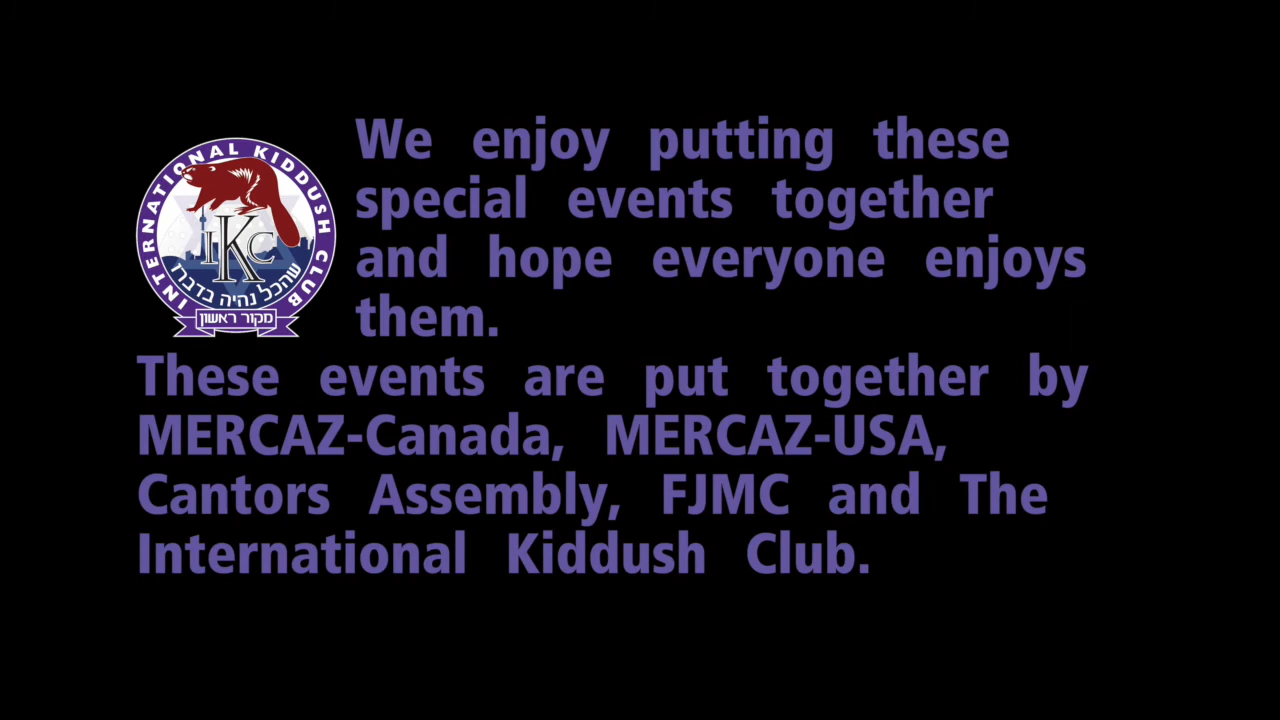 INTERNATIONAL KIDDUSH CLUB
IKC
שהכל נהיה בדברו
מקור ראשון
We enjoy putting these
special events together
and hope everyone enjoys
them.
These events are put together by
MERCAZ-Canada, MERCAZ-USA,
Cantors Assembly, FJMC and The
International Kiddush Club.